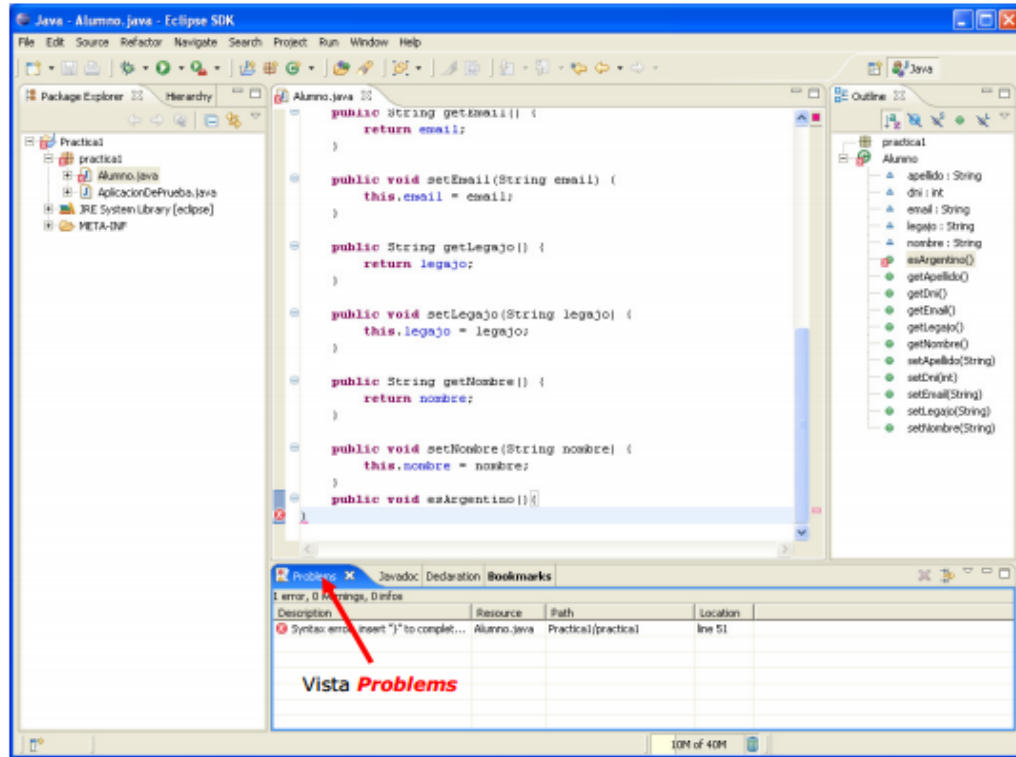 Java - Alumno.java - Eclipse SDK
File Edit Source Refactor Navigate Search Project Run Window Help
Java
Package Explorer Hierarchy
Practica1
practica1
Alumno.java
AplicacionDePrueba.java
JRE System Library [eclipse]
META-INF
Alumno.java
public String getEmail() {
return email;
}
public void setEmail(String email) {
this.email = email;
}
public String getLegajo() {
return legajo;
}
public void setLegajo(String legajo) {
this.legajo = legajo;
}
public String getNombre() {
return nombre;
}
public void setNombre(String nombre) {
this.nombre = nombre;
}
public void esArgentino(){
}
Outline
practica1
Alumno
apellido : String
dni : int
email : String
legajo : String
nombre : String
esArgentino()
getApellido()
getDni()
getEmail()
getLegajo()
getNombre()
setApellido(String)
setDni(int)
setEmail(String)
setLegajo(String)
setNombre(String)
Problems Javadoc Declaration Bookmarks
1 error, 0 warnings, 0 infos
Description Resource Path Location
Syntax error, insert "}" to complet... Alumno.java Practica1/practica1 line 51
Vista Problems
10M of 40M